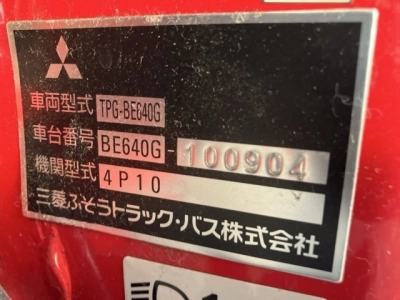 車両型式 TPG-BE640G
車台番号 BE640G-100904
機関型式 4P10
三菱ふそうトラック・バス株式会社